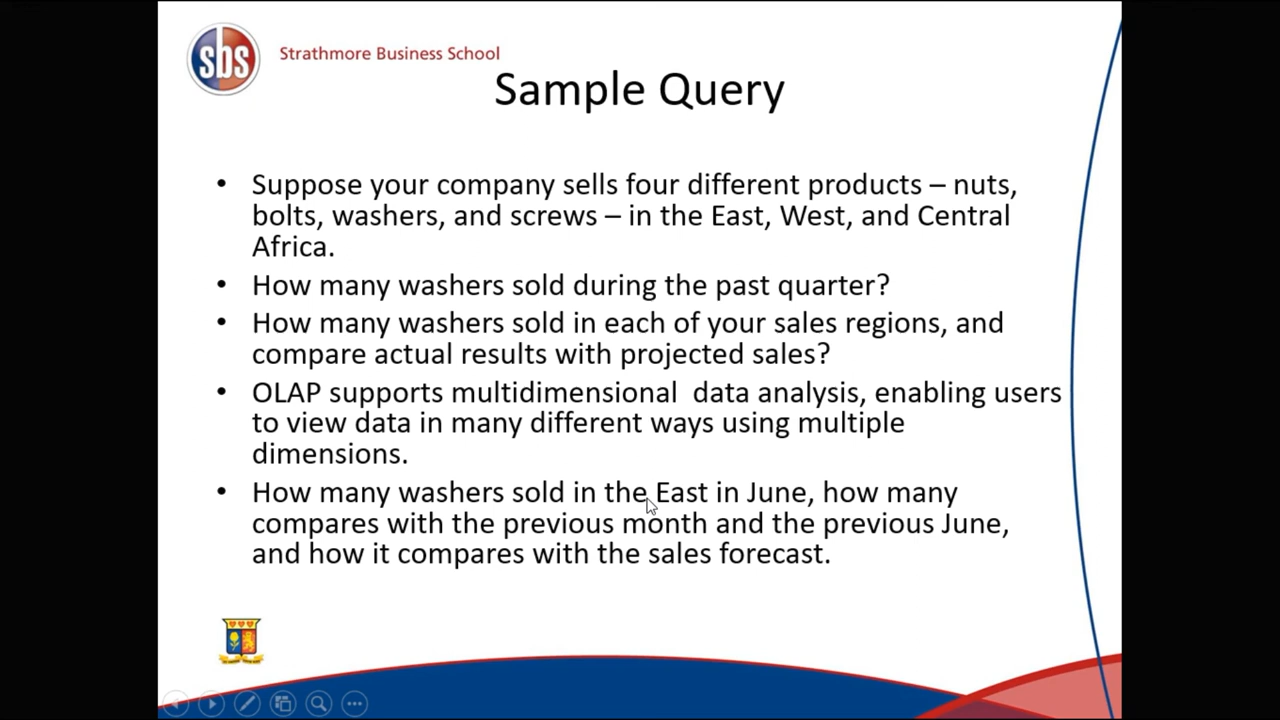 sbs
Strathmore Business School
Sample Query
• Suppose your company sells four different products – nuts,
bolts, washers, and screws – in the East, West, and Central
Africa.
• How many washers sold during the past quarter?
• How many washers sold in each of your sales regions, and
compare actual results with projected sales?
• OLAP supports multidimensional  data analysis, enabling users
to view data in many different ways using multiple
dimensions.
• How many washers sold in the East in June, how many
compares with the previous month and the previous June,
and how it compares with the sales forecast.